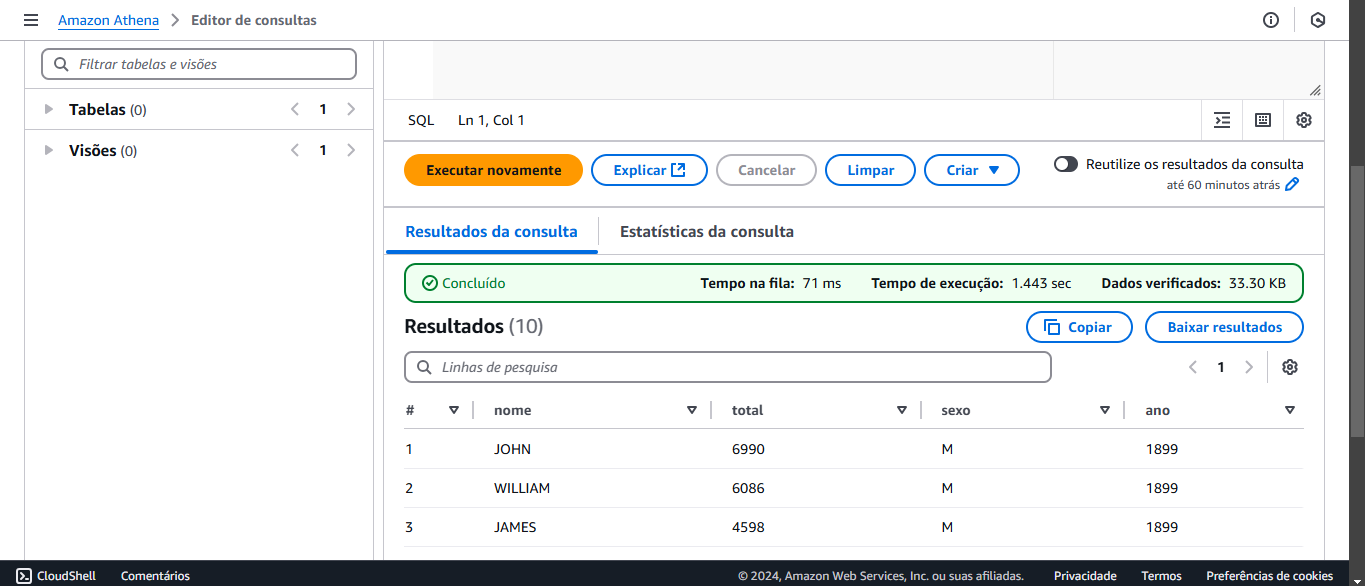 Amazon Athena > Editor de consultas
Filtrar tabelas e visões
Tabelas (0) < 1 >
Visões (0) < 1 >
SQL Ln 1, Col 1
Executar novamente Explicar Cancelar Limpar Criar Reutilize os resultados da consulta
até 60 minutos atrás
Resultados da consulta Estatísticas da consulta
Concluído Tempo na fila: 71 ms Tempo de execução: 1.443 sec Dados verificados: 33.30 KB
Resultados (10) Copiar Baixar resultados
Linhas de pesquisa < 1 >
# nome total sexo ano
1 JOHN 6990 M 1899
2 WILLIAM 6086 M 1899
3 JAMES 4598 M 1899
CloudShell Comentários © 2024, Amazon Web Services, Inc. ou suas afiliadas. Privacidade Termos Preferências de cookies